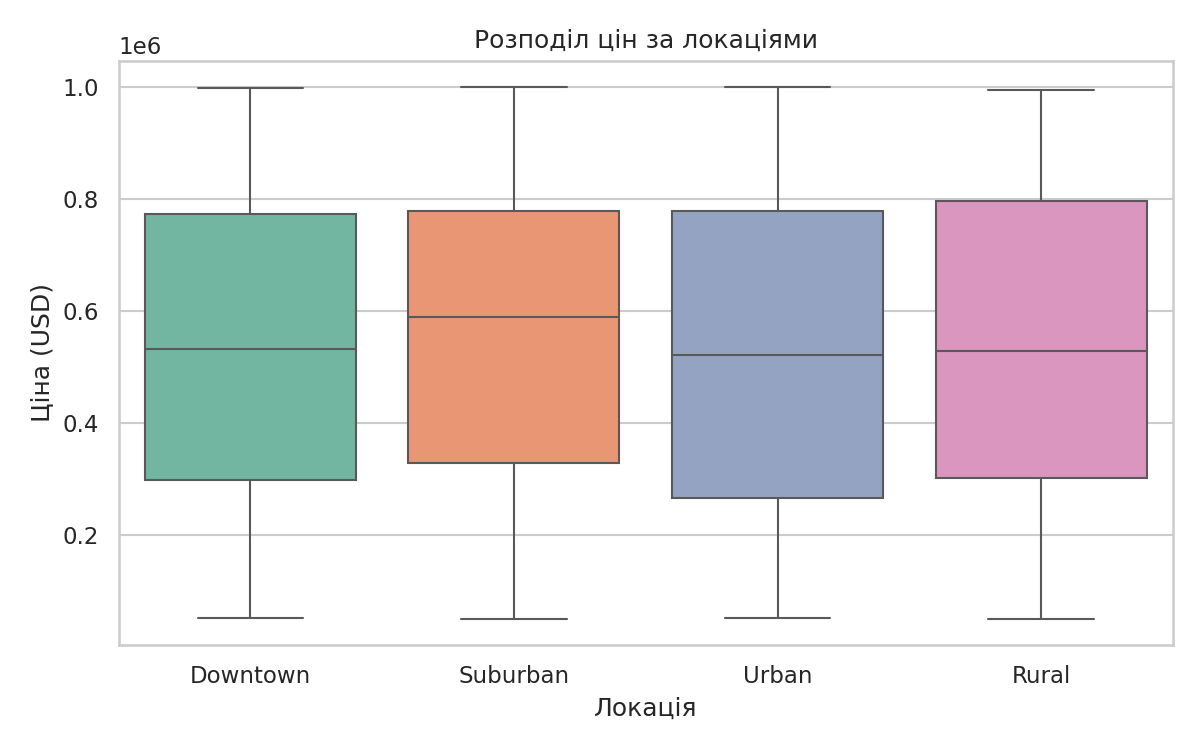 Розподіл цін за локаціями
1e6
1.0
0.8
0.6
0.4
0.2
Ціна (USD)
Downtown
Suburban
Urban
Rural
Локація